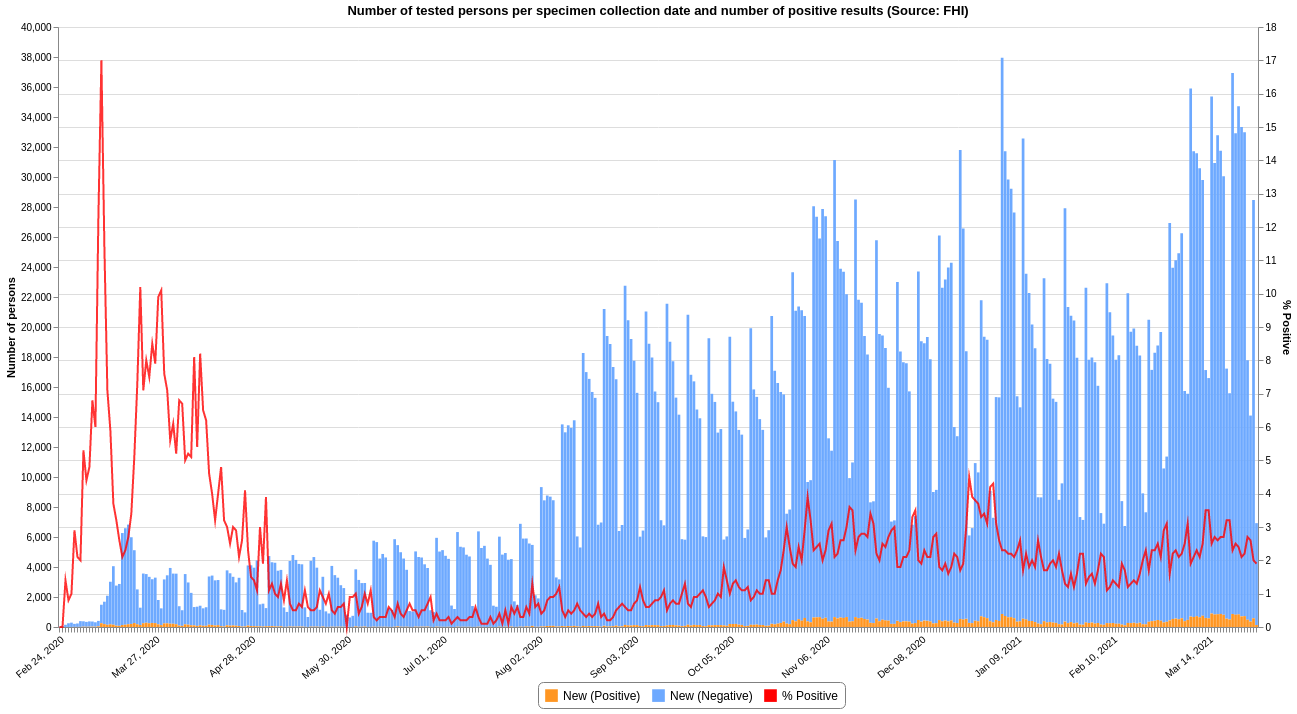 Number of tested persons per specimen collection date and number of positive results (Source: FHI)
40,000
38,000
36,000
34,000
32,000
30,000
28,000
26,000
24,000
22,000
20,000
18,000
16,000
14,000
12,000
10,000
8,000
6,000
4,000
2,000
0
Number of persons
18
17
16
15
14
13
12
11
10
9
8
7
6
5
4
3
2
1
0
% Positive
Feb 24, 2020
Mar 27, 2020
Apr 28, 2020
May 30, 2020
Jul 01, 2020
Aug 02, 2020
Sep 03, 2020
Oct 05, 2020
Nov 06, 2020
Dec 08, 2020
Jan 09, 2021
Feb 10, 2021
Mar 14, 2021
New (Positive) New (Negative) % Positive